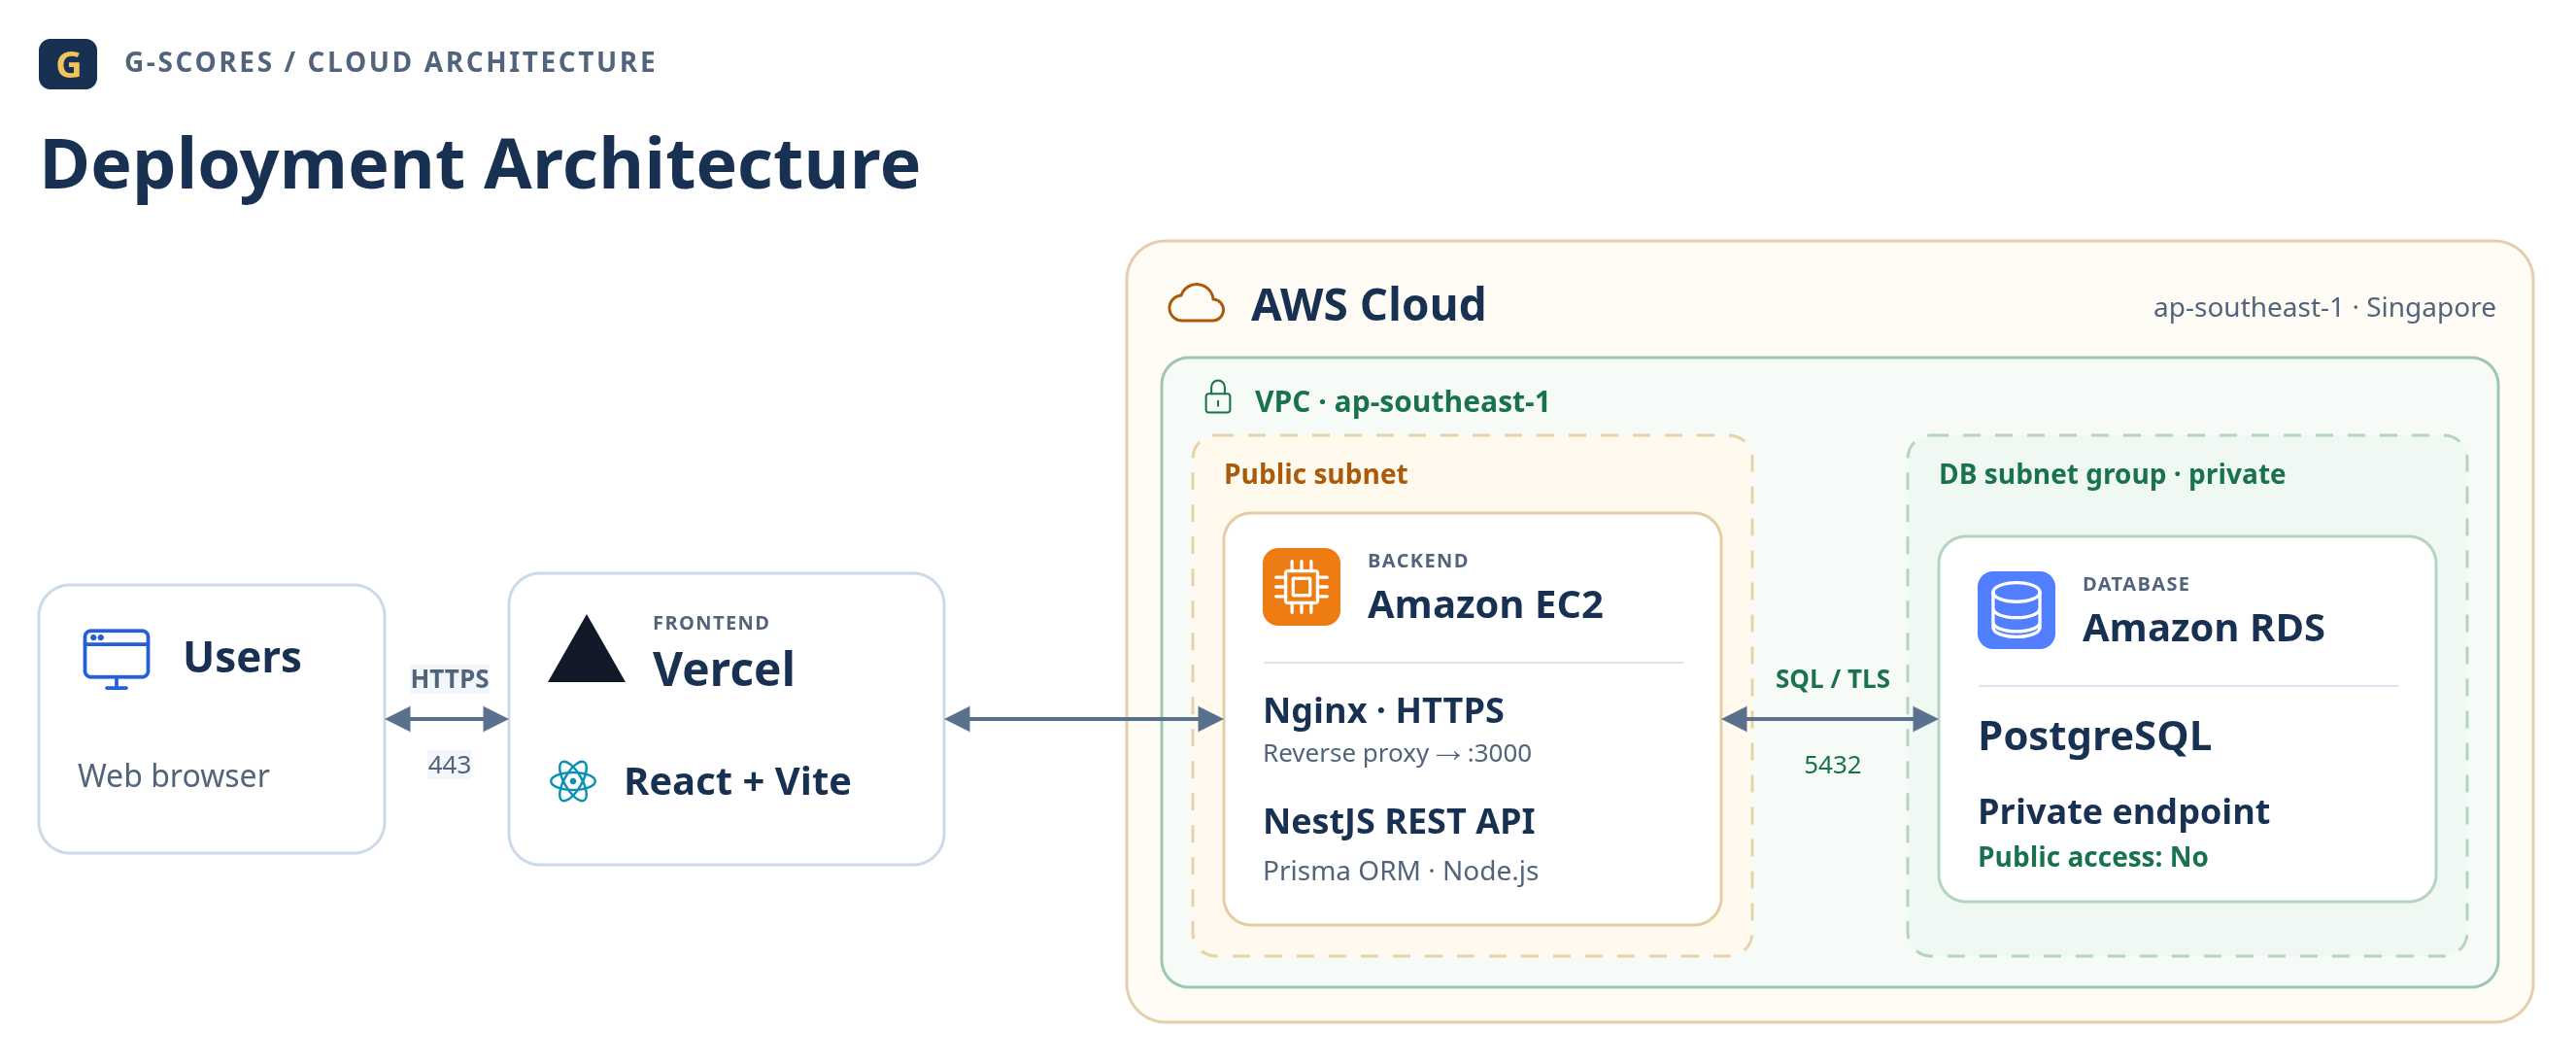 G
G-SCORES / CLOUD ARCHITECTURE
Deployment Architecture
AWS Cloud
ap-southeast-1 · Singapore
VPC · ap-southeast-1
Public subnet
DB subnet group · private
Users
Web browser
HTTPS
443
FRONTEND
Vercel
React + Vite
BACKEND
Amazon EC2
Nginx · HTTPS
Reverse proxy → :3000
NestJS REST API
Prisma ORM · Node.js
SQL / TLS
5432
DATABASE
Amazon RDS
PostgreSQL
Private endpoint
Public access: No